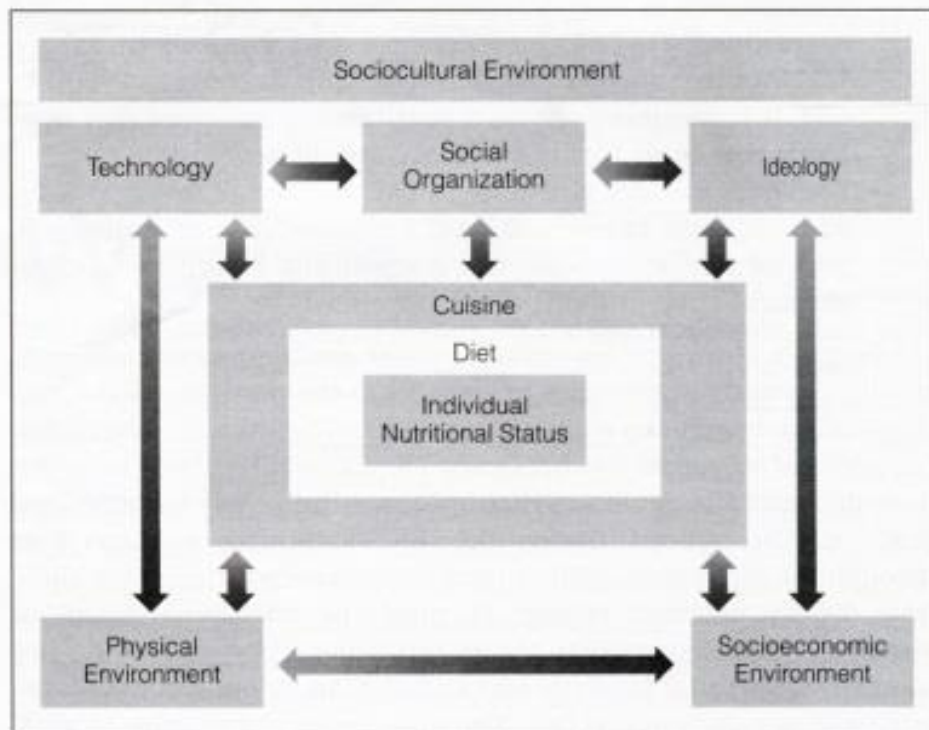 Sociocultural Environment
Technology
Social
Organization
Ideology
Cuisine
Diet
Individual
Nutritional Status
Physical
Environment
Socioeconomic
Environment